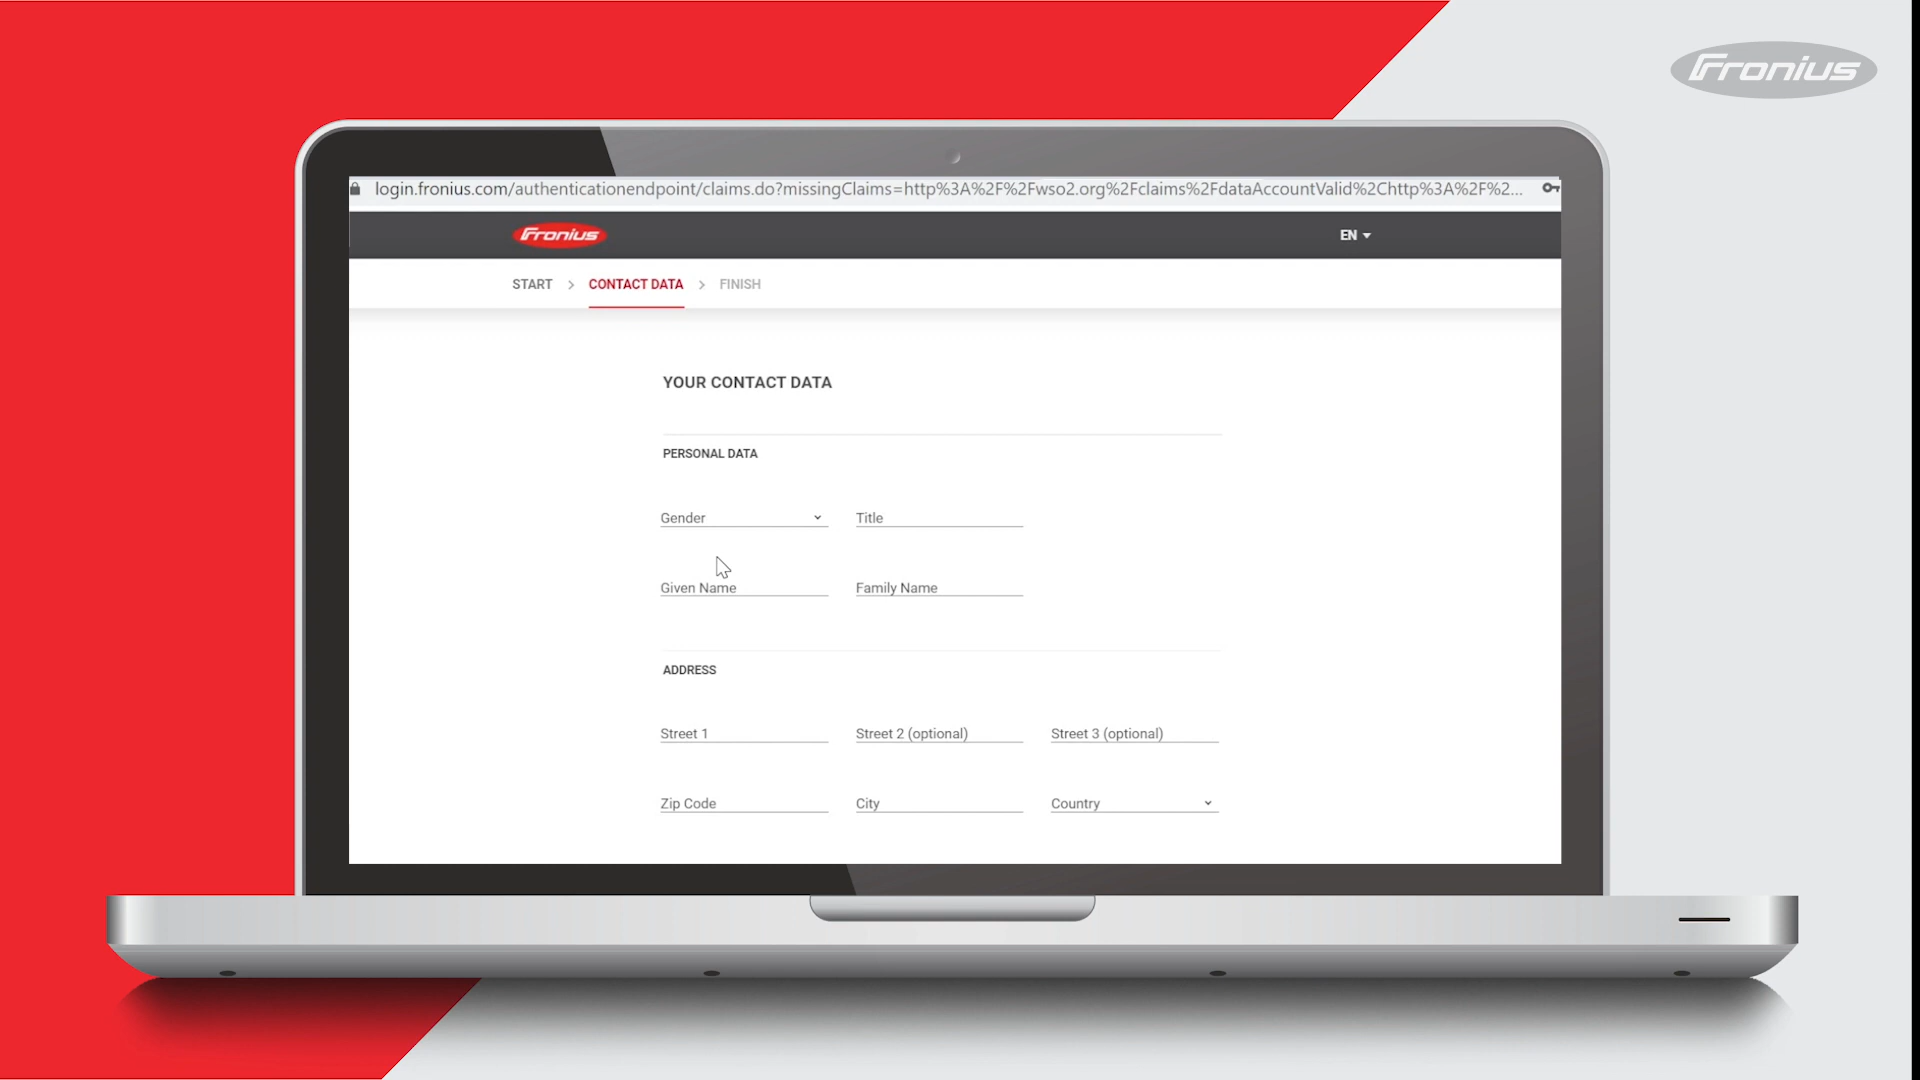 Fronius
login.fronius.com/authenticationendpoint/claims.do?missingClaims=http%3A%2F%2Fwso2.org%2Fclaims%2FdataAccountValid%2Chttp%3A%2F%2...
Fronius
EN
START > CONTACT DATA > FINISH
YOUR CONTACT DATA
PERSONAL DATA
Gender Title
Given Name Family Name
ADDRESS
Street 1 Street 2 (optional) Street 3 (optional)
Zip Code City Country